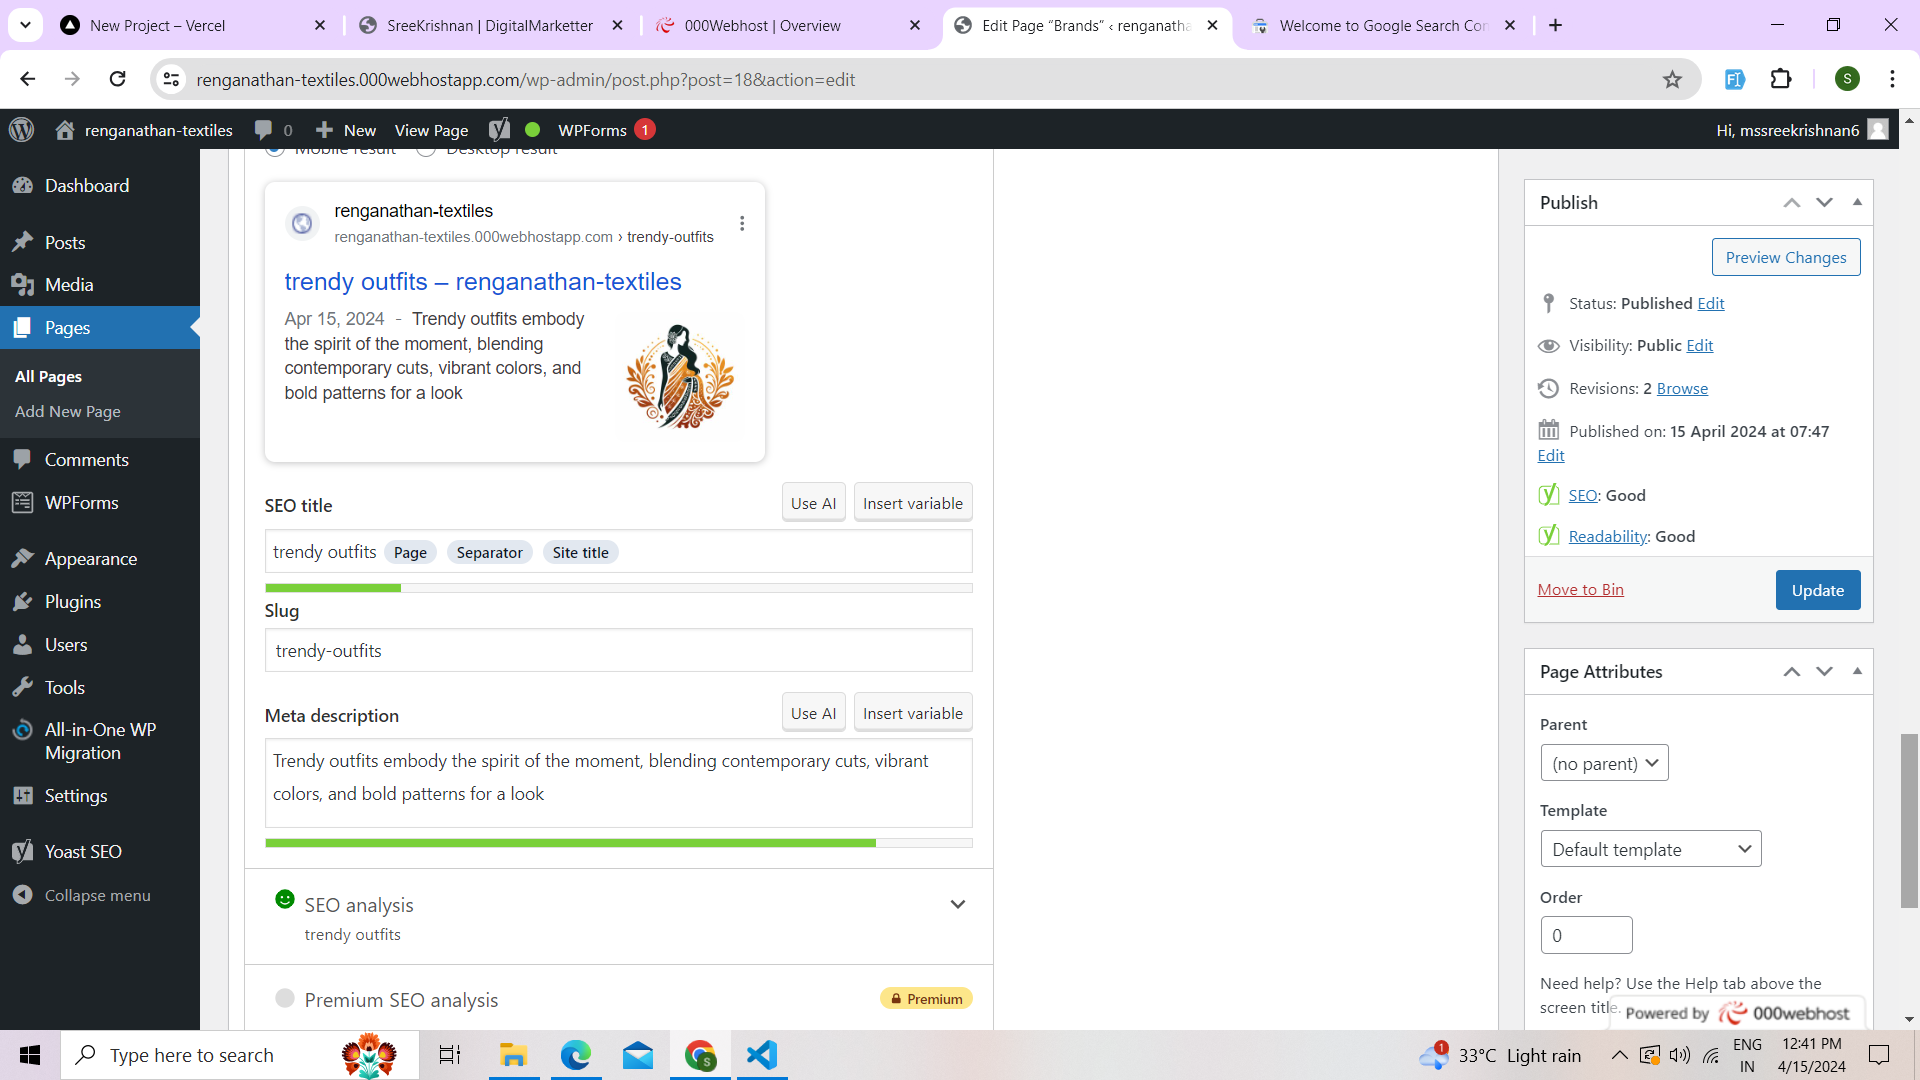 New Project – Vercel
SreeKrishnan | DigitalMarketter
000Webhost | Overview
Edit Page “Brands” ‹ renganatha
Welcome to Google Search Con
renganathan-textiles.000webhostapp.com/wp-admin/post.php?post=18&action=edit
S
renganathan-textiles
0
New
View Page
WPForms 1
Hi, mssreekrishnan6
Dashboard
Posts
Media
Pages
All Pages
Add New Page
Comments
WPForms
Appearance
Plugins
Users
Tools
All-in-One WP
Migration
Settings
Yoast SEO
Collapse menu
Mobile result Desktop result
renganathan-textiles
renganathan-textiles.000webhostapp.com › trendy-outfits
trendy outfits – renganathan-textiles
Apr 15, 2024 - Trendy outfits embody
the spirit of the moment, blending
contemporary cuts, vibrant colors, and
bold patterns for a look
SEO title
Use AI
Insert variable
trendy outfits Page Separator Site title
Slug
trendy-outfits
Meta description
Use AI
Insert variable
Trendy outfits embody the spirit of the moment, blending contemporary cuts, vibrant
colors, and bold patterns for a look
SEO analysis
trendy outfits
Premium SEO analysis
Premium
Publish
Preview Changes
Status: Published Edit
Visibility: Public Edit
Revisions: 2 Browse
Published on: 15 April 2024 at 07:47
Edit
SEO: Good
Readability: Good
Move to Bin
Update
Page Attributes
Parent
(no parent)
Template
Default template
Order
0
Need help? Use the Help tab above the
screen title.
Powered by 000webhost
Type here to search
S
1
33°C Light rain
ENG
IN
12:41 PM
4/15/2024